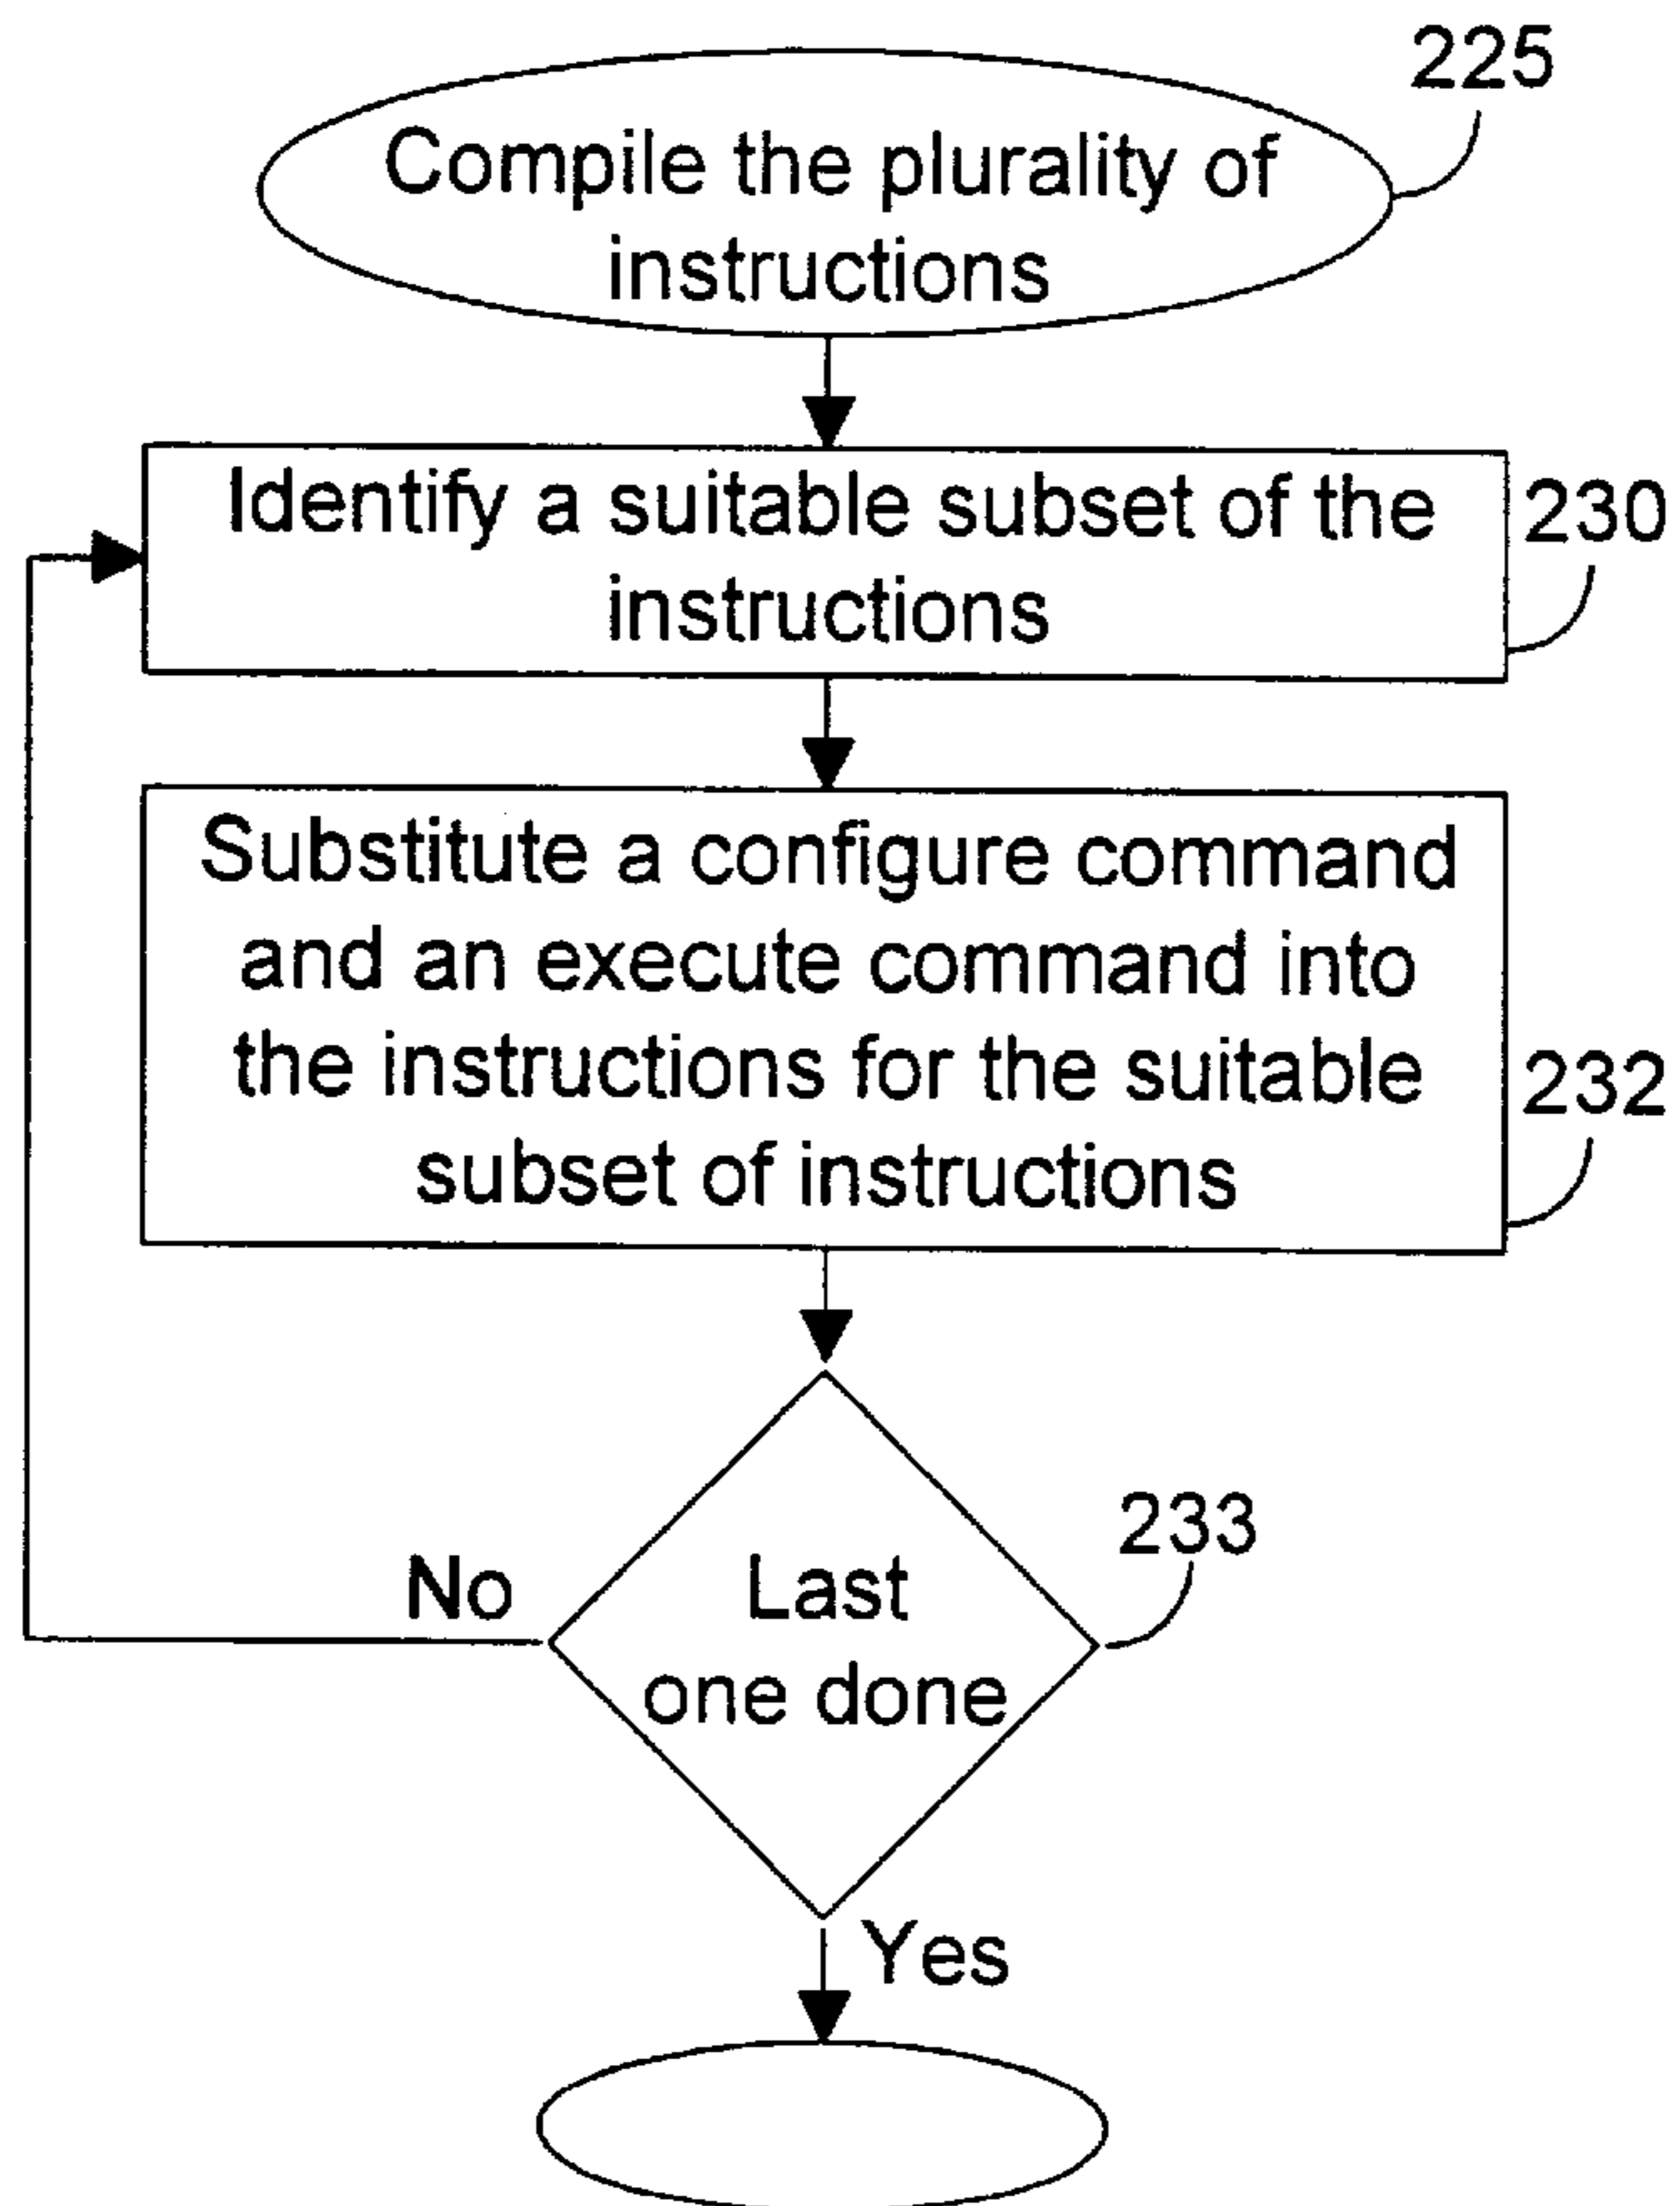 225
Compile the plurality of
instructions
Identify a suitable subset of the
instructions
230
Substitute a configure command
and an execute command into
the instructions for the suitable
subset of instructions
232
233
No
Last
one done
Yes